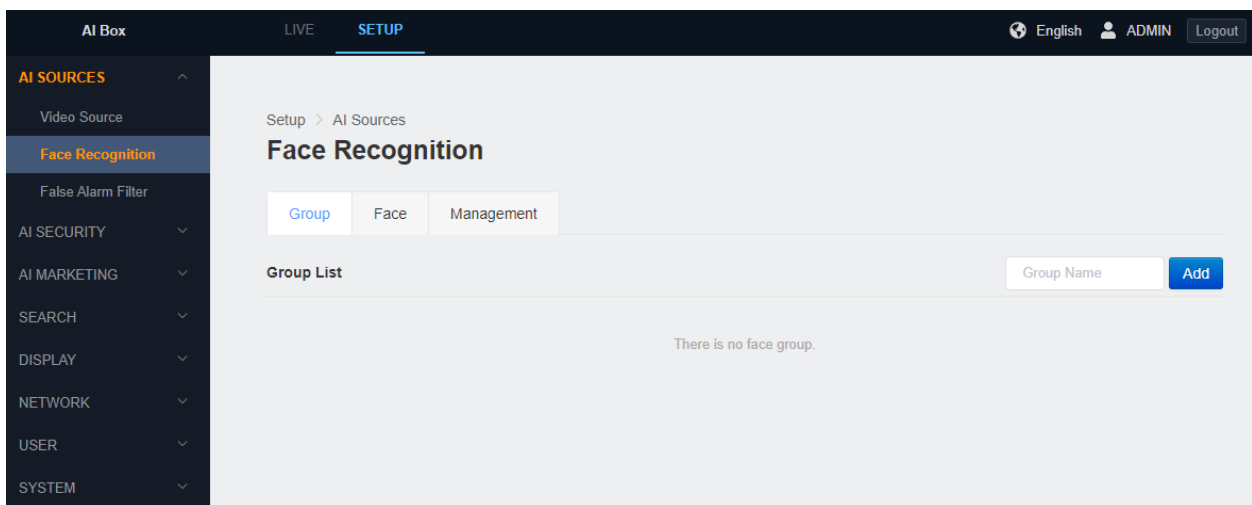 AI Box
LIVE
SETUP
English
ADMIN
Logout
AI SOURCES
Video Source
Face Recognition
False Alarm Filter
AI SECURITY
AI MARKETING
SEARCH
DISPLAY
NETWORK
USER
SYSTEM
Setup > AI Sources
Face Recognition
Group
Face
Management
Group List
Group Name
Add
There is no face group.